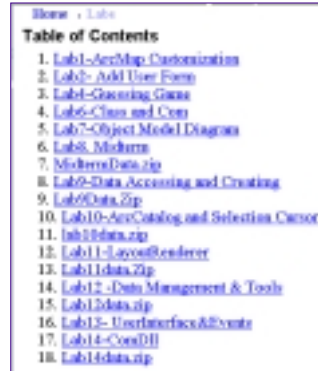 Home : Labs
Table of Contents
1. Lab1-ArcMap Customization
2. Lab2- Add User Form
3. Lab4-Guessing Game
4. Lab6-Class and Com
5. Lab7-Object Model Diagram
6. Lab8. Midterm
7. MidtermData.zip
8. Lab9-Data Accessing and Creating
9. Lab9Data.Zip
10. Lab10-ArcCatalog and Selection Cursor
11. lab10data.zip
12. Lab11-LayoutRenderer
13. Lab11data.Zip
14. Lab12 -Data Management & Tools
15. Lab12data.zip
16. Lab13- UserInterface&Events
17. Lab14-ComDll
18. Lab14data.zip